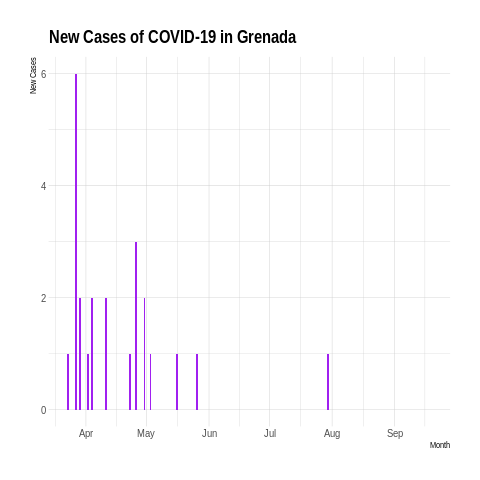 New Cases of COVID-19 in Grenada
New Cases
6
4
2
0
Apr May Jun Jul Aug Sep
Month